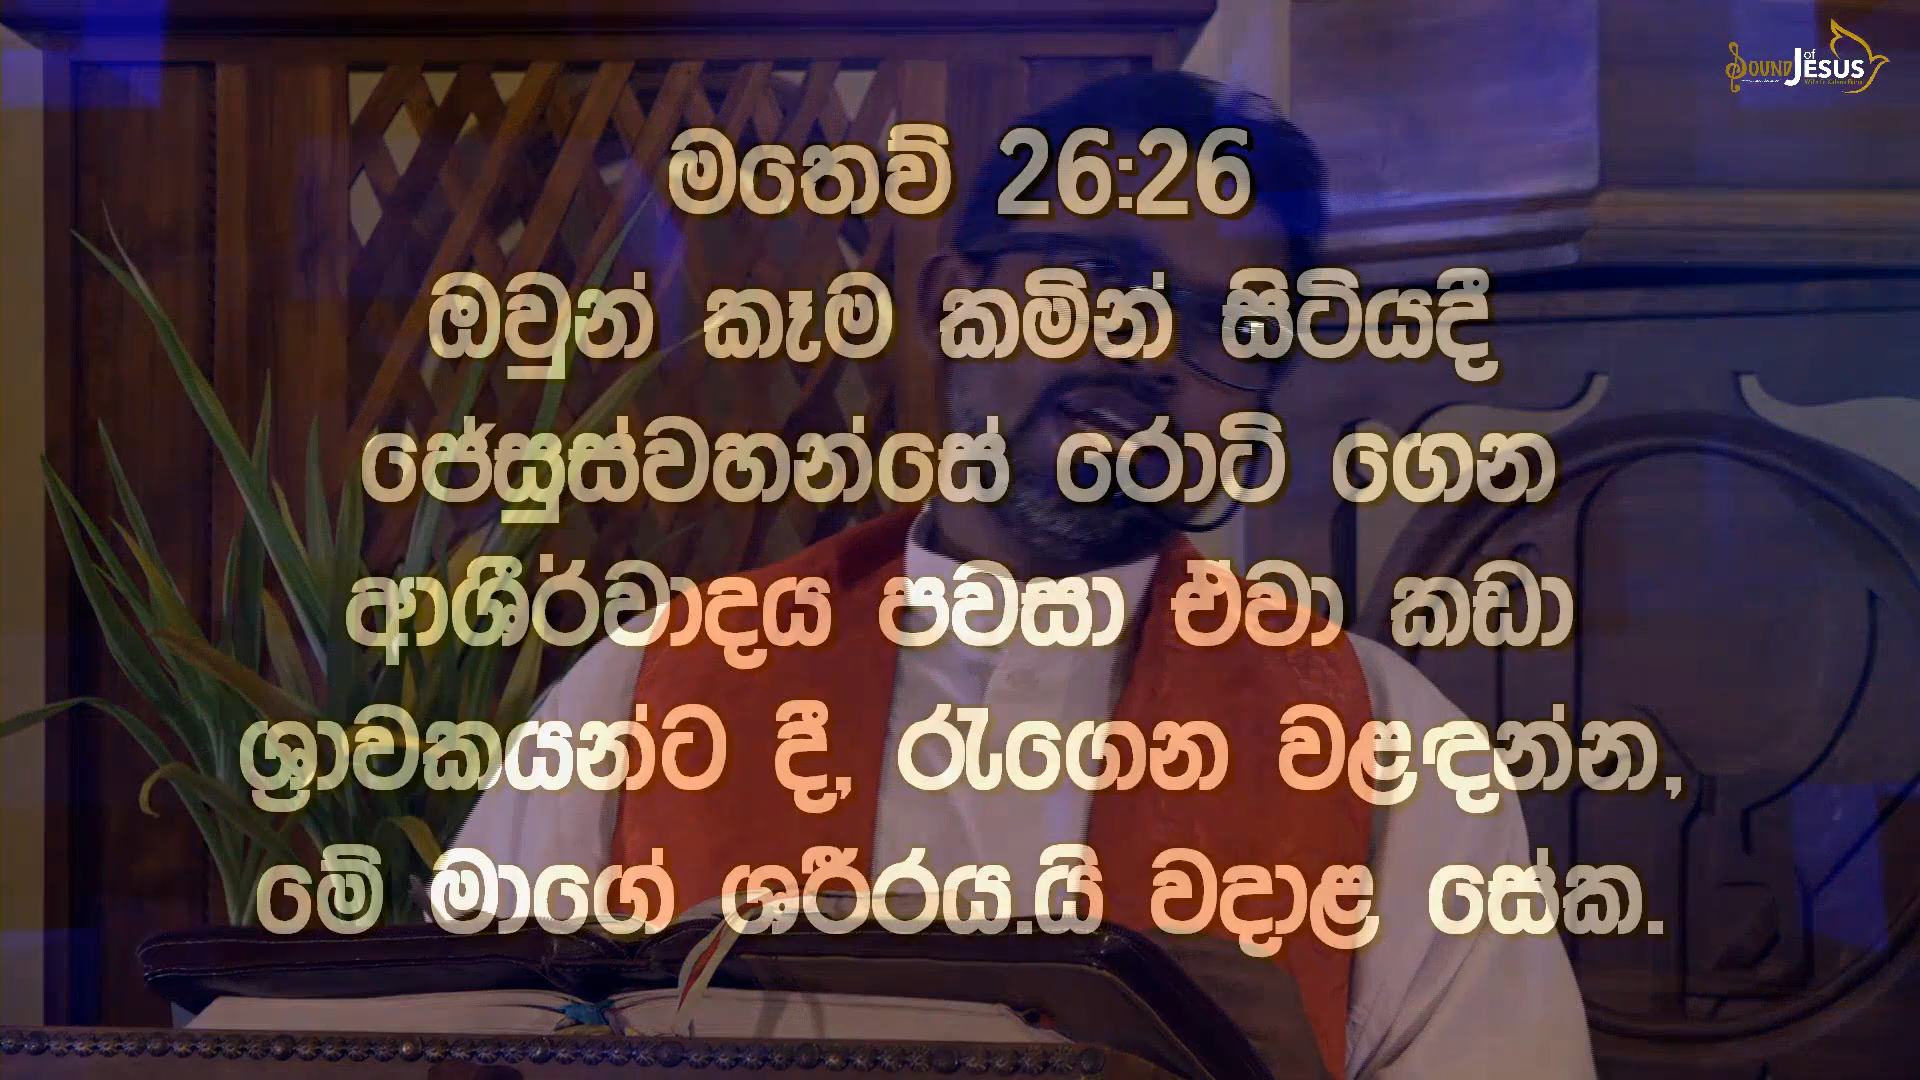 Sound of Jesus
මතෙව් 26:26
ඔවුන් කෑම කමින් සිටියදී
ජේසුස්වහන්සේ රොටි ගෙන
ආශීර්වාදය පවසා ඒවා කඩා
ශ්‍රාවකයන්ට දී, රැගෙන වළඳන්න,
මේ මාගේ ශරීරය.යි වදාළ සේක.